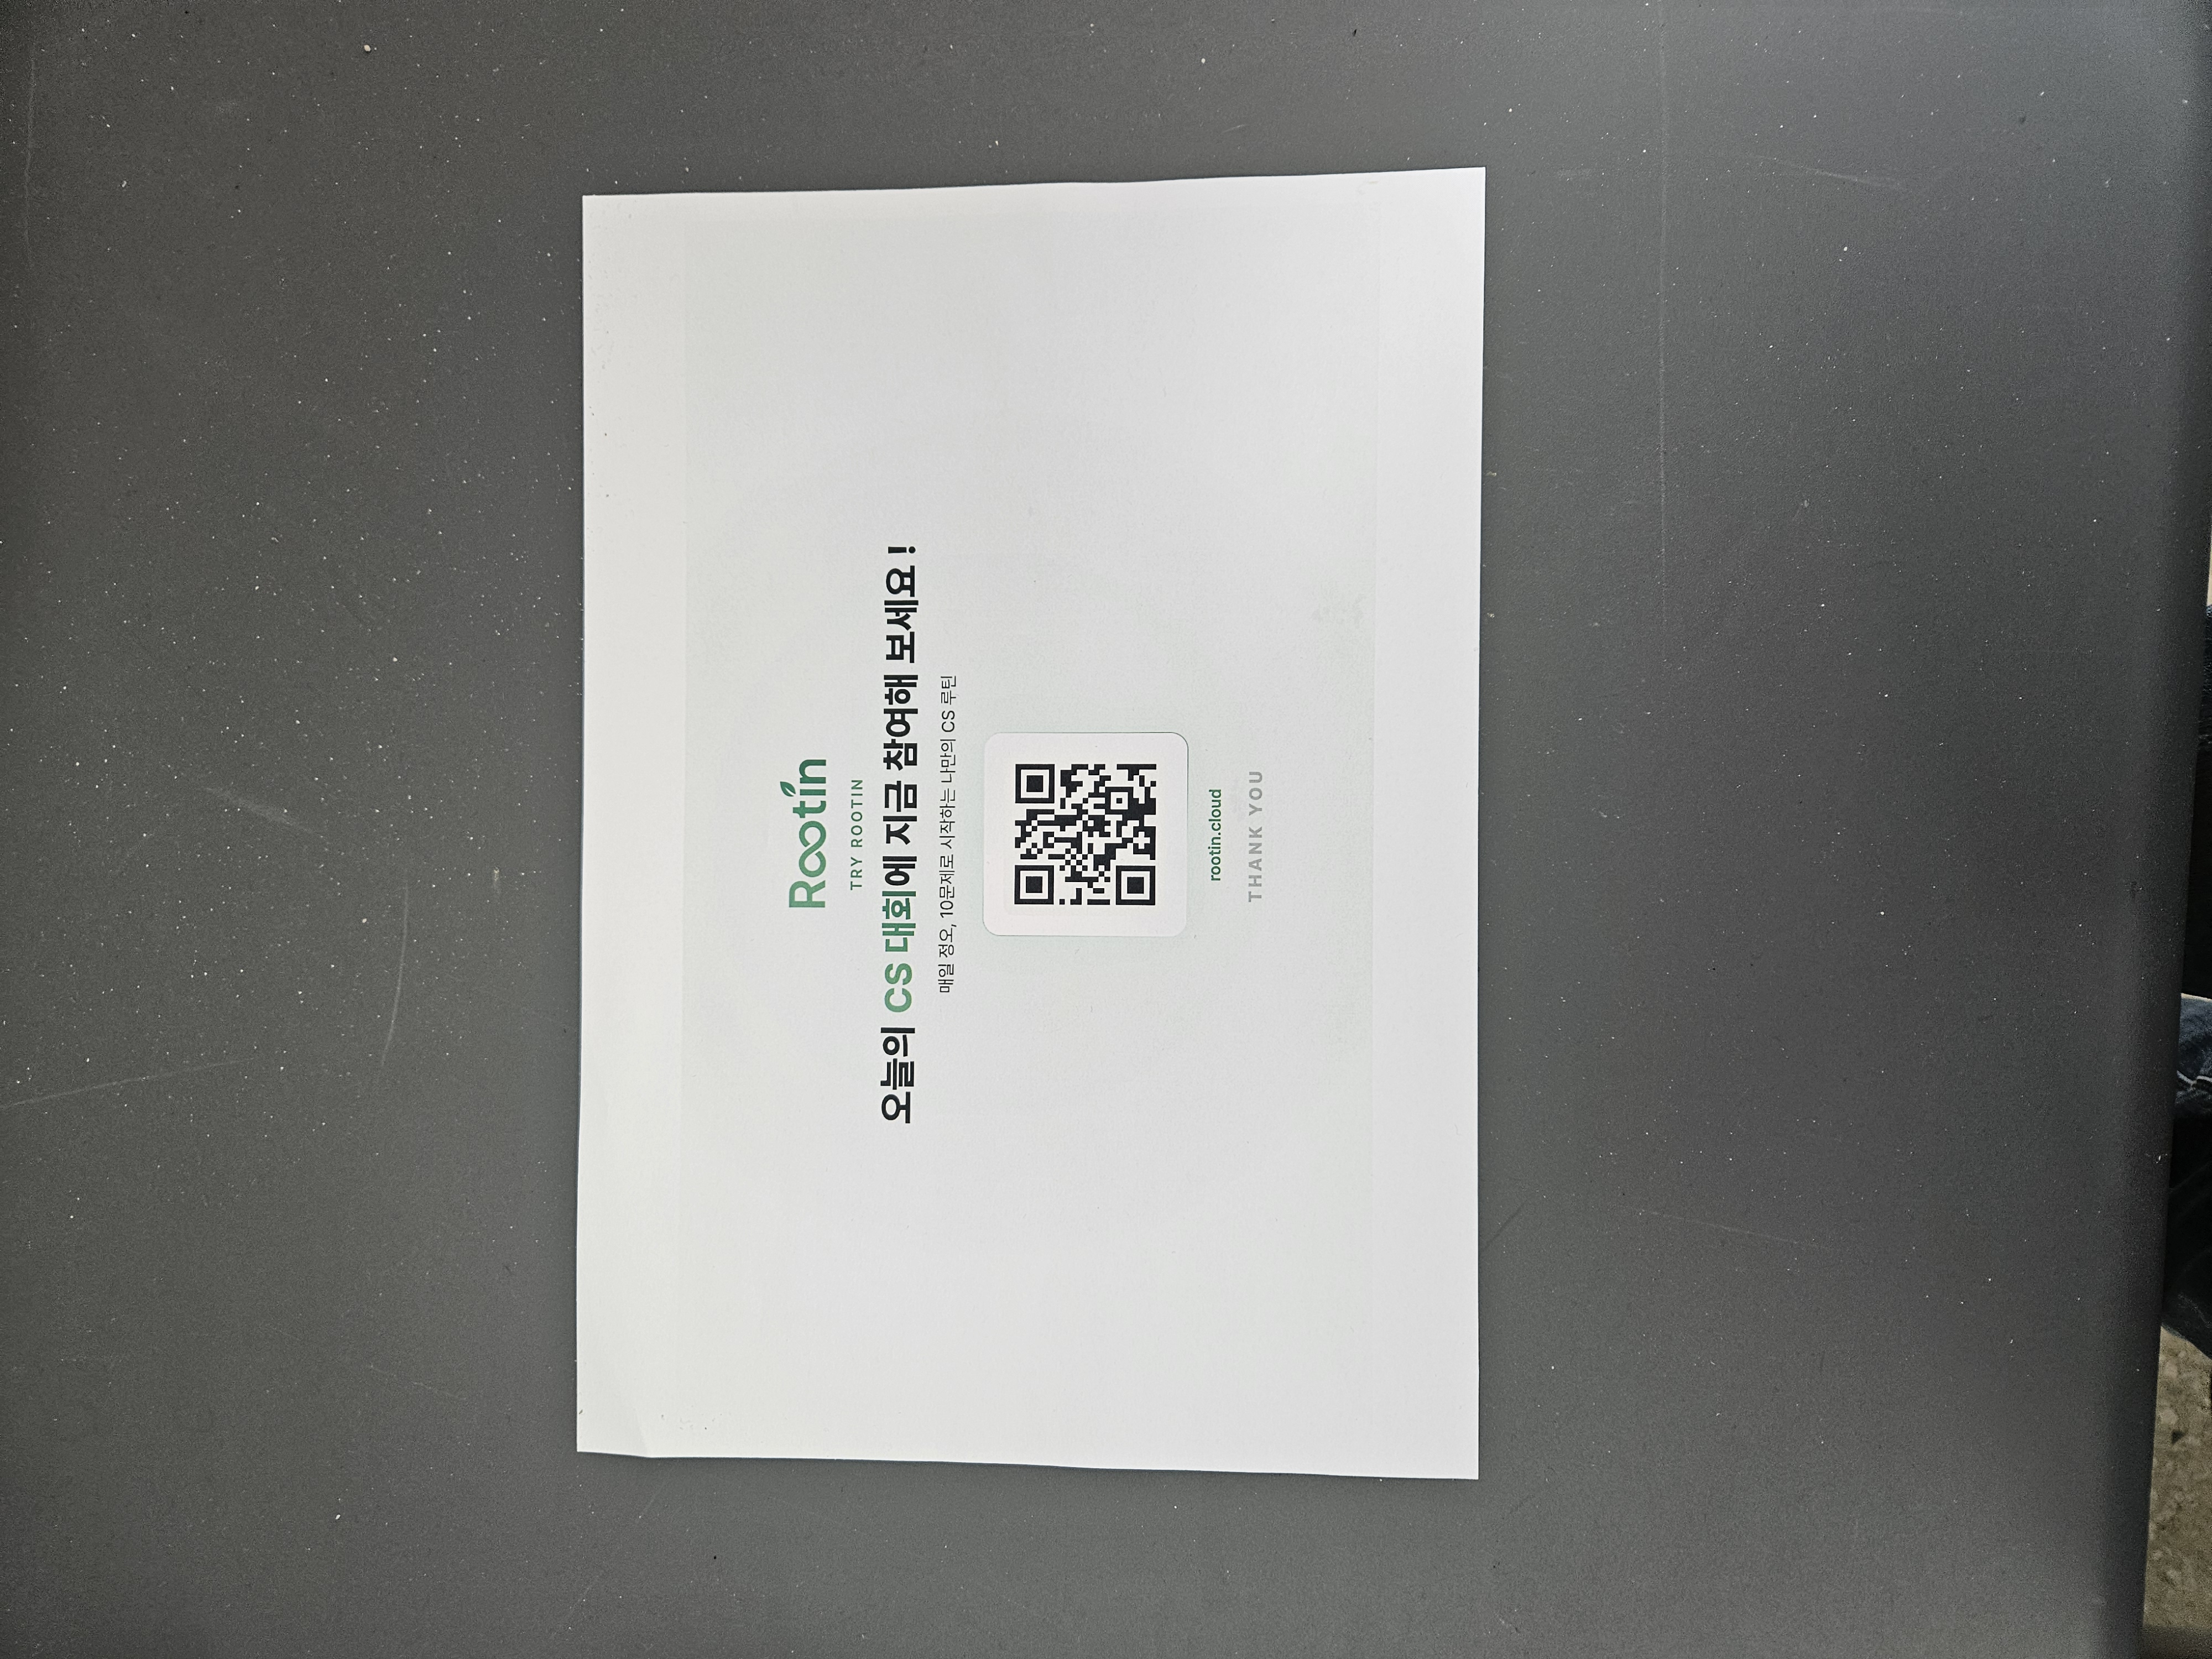 Rootin
TRY ROOTIN
오늘의 CS 대회에 지금 참여해 보세요 !
매일 정오, 10문제로 시작하는 나만의 CS 루틴
rootin.cloud
THANK YOU